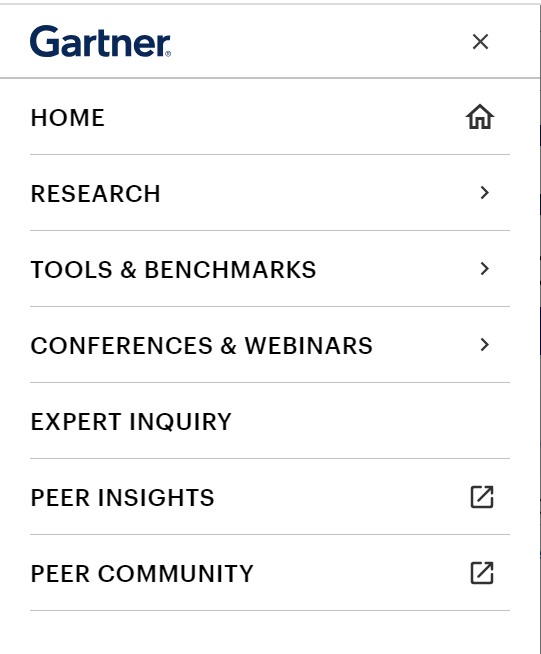 Gartner®
HOME
RESEARCH
TOOLS & BENCHMARKS
CONFERENCES & WEBINARS
EXPERT INQUIRY
PEER INSIGHTS
PEER COMMUNITY